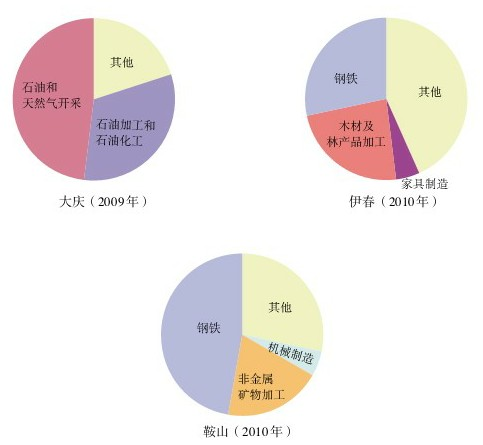 其他
石油和
天然气开采
石油加工和
石油化工
大庆（2009年）
钢铁
其他
木材及
林产品加工
家具制造
伊春（2010年）
钢铁
其他
机械制造
非金属
矿物加工
鞍山（2010年）